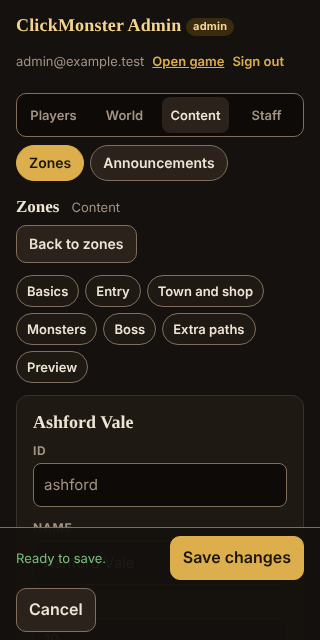 ClickMonster Admin admin
admin@example.test Open game Sign out
Players World Content Staff
Zones Announcements
Zones Content
Back to zones
Basics Entry Town and shop
Monsters Boss Extra paths
Preview
Ashford Vale
ID
ashford
NAME
Ready to save. Save changes
Cancel